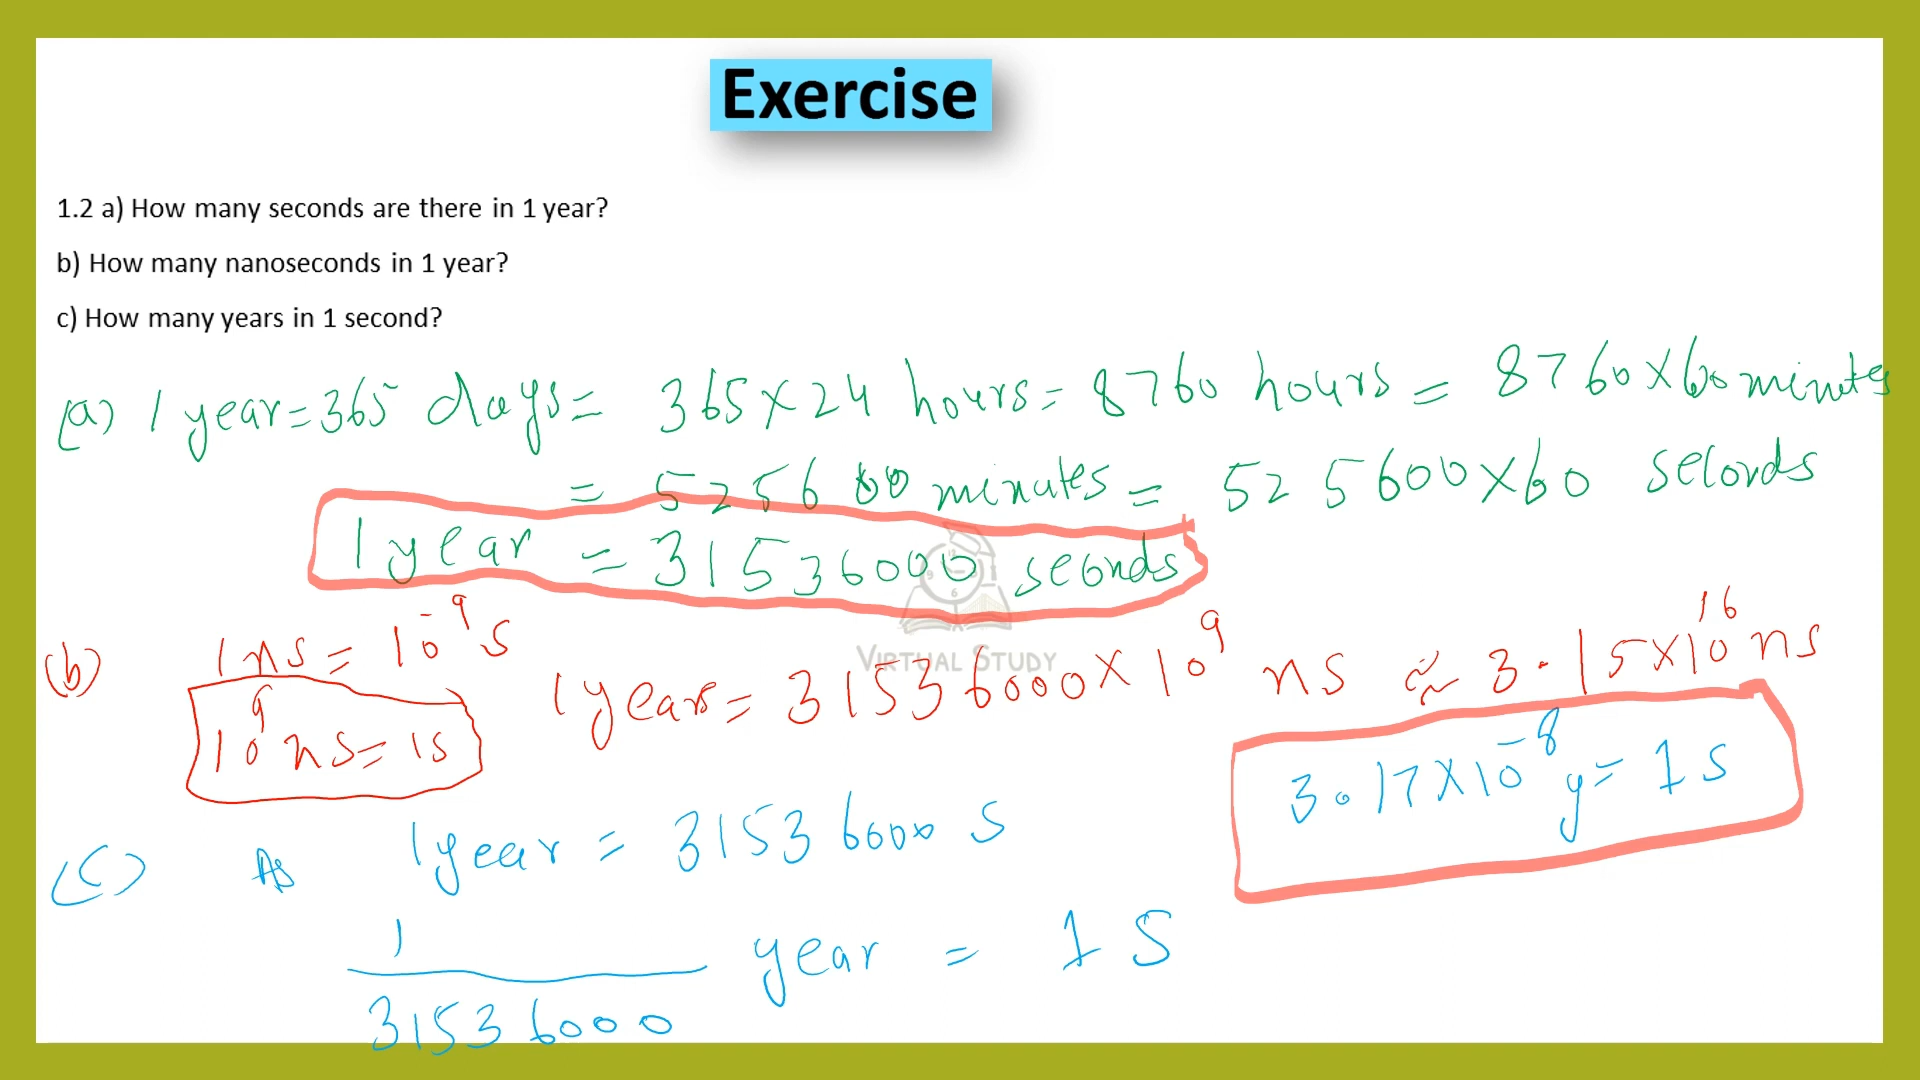 Exercise
1.2 a) How many seconds are there in 1 year?
b) How many nanoseconds in 1 year?
c) How many years in 1 second?
(a) 1 year = 365 days = 365 × 24 hours = 8760 hours = 8760 × 60 minutes
= 525600 minutes = 525600 × 60 seconds
1 year = 31536000 seconds
VIRTUAL STUDY
(b) 1 ns = 10⁻⁹ s
10⁹ ns = 1s
1 years = 31536000 × 10⁹ ns ≈ 3.15 × 10¹⁶ ns
(c) As 1 year = 31536000 s
1/31536000 year = 1 s
3.17 × 10⁻⁸ y = 1 s